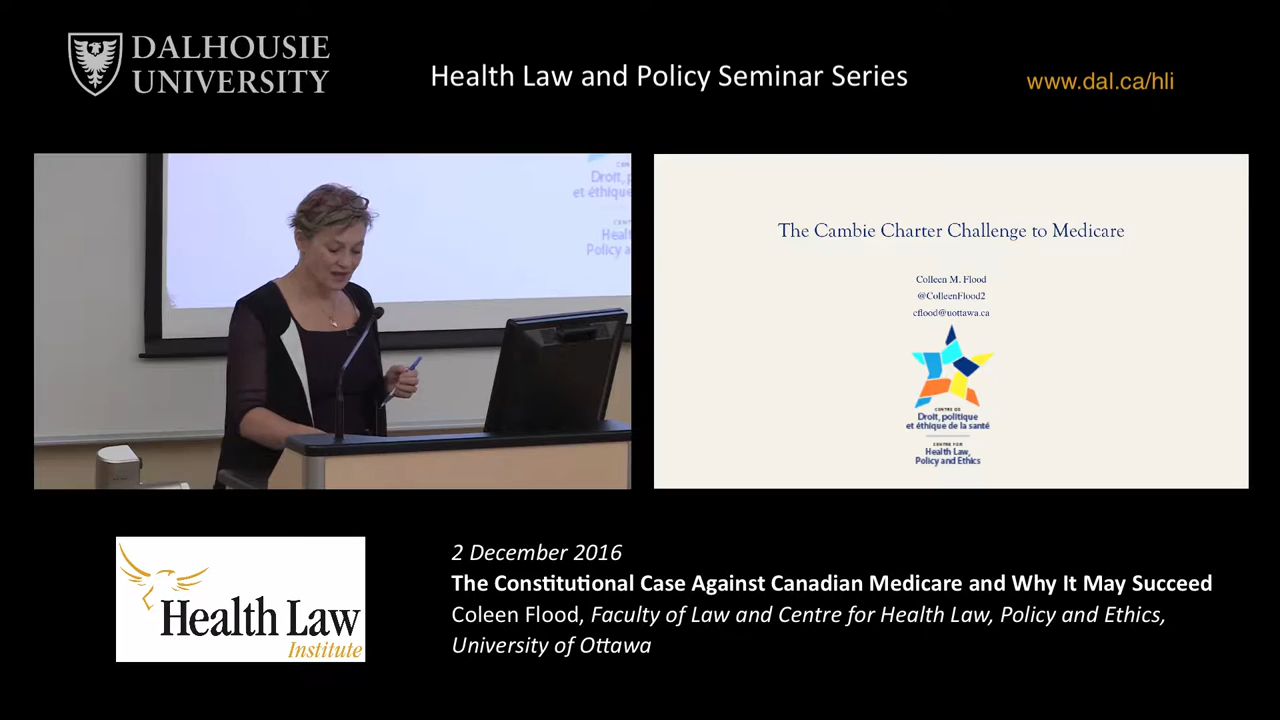 DALHOUSIE
UNIVERSITY
Health Law and Policy Seminar Series
www.dal.ca/hli
Droit, p
et éthique
Heal
Policy a
The Cambie Charter Challenge to Medicare
Colleen M. Flood
@ColleenFlood2
cflood@uottawa.ca
CENTRE DE
Droit, politique
et éthique de la santé
CENTRE FOR
Health Law,
Policy and Ethics
Health Law
Institute
2 December 2016
The Constitutional Case Against Canadian Medicare and Why It May Succeed
Coleen Flood, Faculty of Law and Centre for Health Law, Policy and Ethics,
University of Ottawa